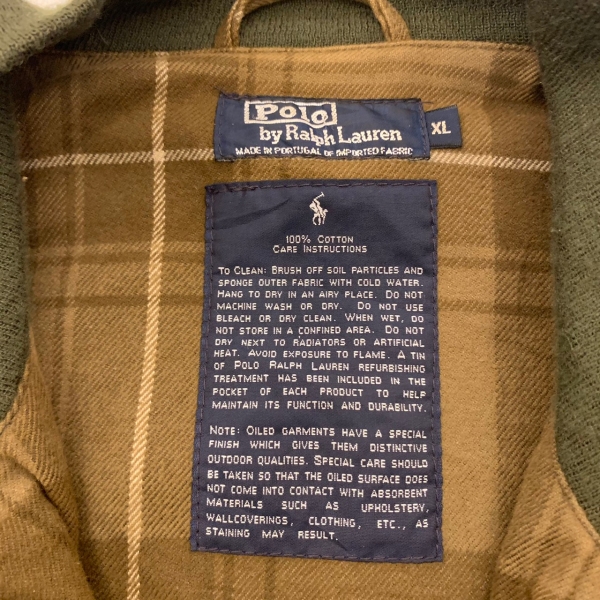 Polo
by Ralph Lauren
MADE IN PORTUGAL OF IMPORTED FABRIC
XL
100% COTTON
CARE INSTRUCTIONS
TO CLEAN: BRUSH OFF SOIL PARTICLES AND
SPONGE OUTER FABRIC WITH COLD WATER.
HANG TO DRY IN AN AIRY PLACE. DO NOT
MACHINE WASH OR DRY. DO NOT USE
BLEACH OR DRY CLEAN. WHEN WET, DO
NOT STORE IN A CONFINED AREA. DO NOT
DRY NEXT TO RADIATORS OR ARTIFICIAL
HEAT. AVOID EXPOSURE TO FLAME. A TIN
OF POLO RALPH LAUREN REFURBISHING
TREATMENT HAS BEEN INCLUDED IN THE
POCKET OF EACH PRODUCT TO HELP
MAINTAIN ITS FUNCTION AND DURABILITY.
NOTE: OILED GARMENTS HAVE A SPECIAL
FINISH WHICH GIVES THEM DISTINCTIVE
OUTDOOR QUALITIES. SPECIAL CARE SHOULD
BE TAKEN SO THAT THE OILED SURFACE DOES
NOT COME INTO CONTACT WITH ABSORBENT
MATERIALS SUCH AS UPHOLSTERY,
WALLCOVERINGS, CLOTHING, ETC., AS
STAINING MAY RESULT.